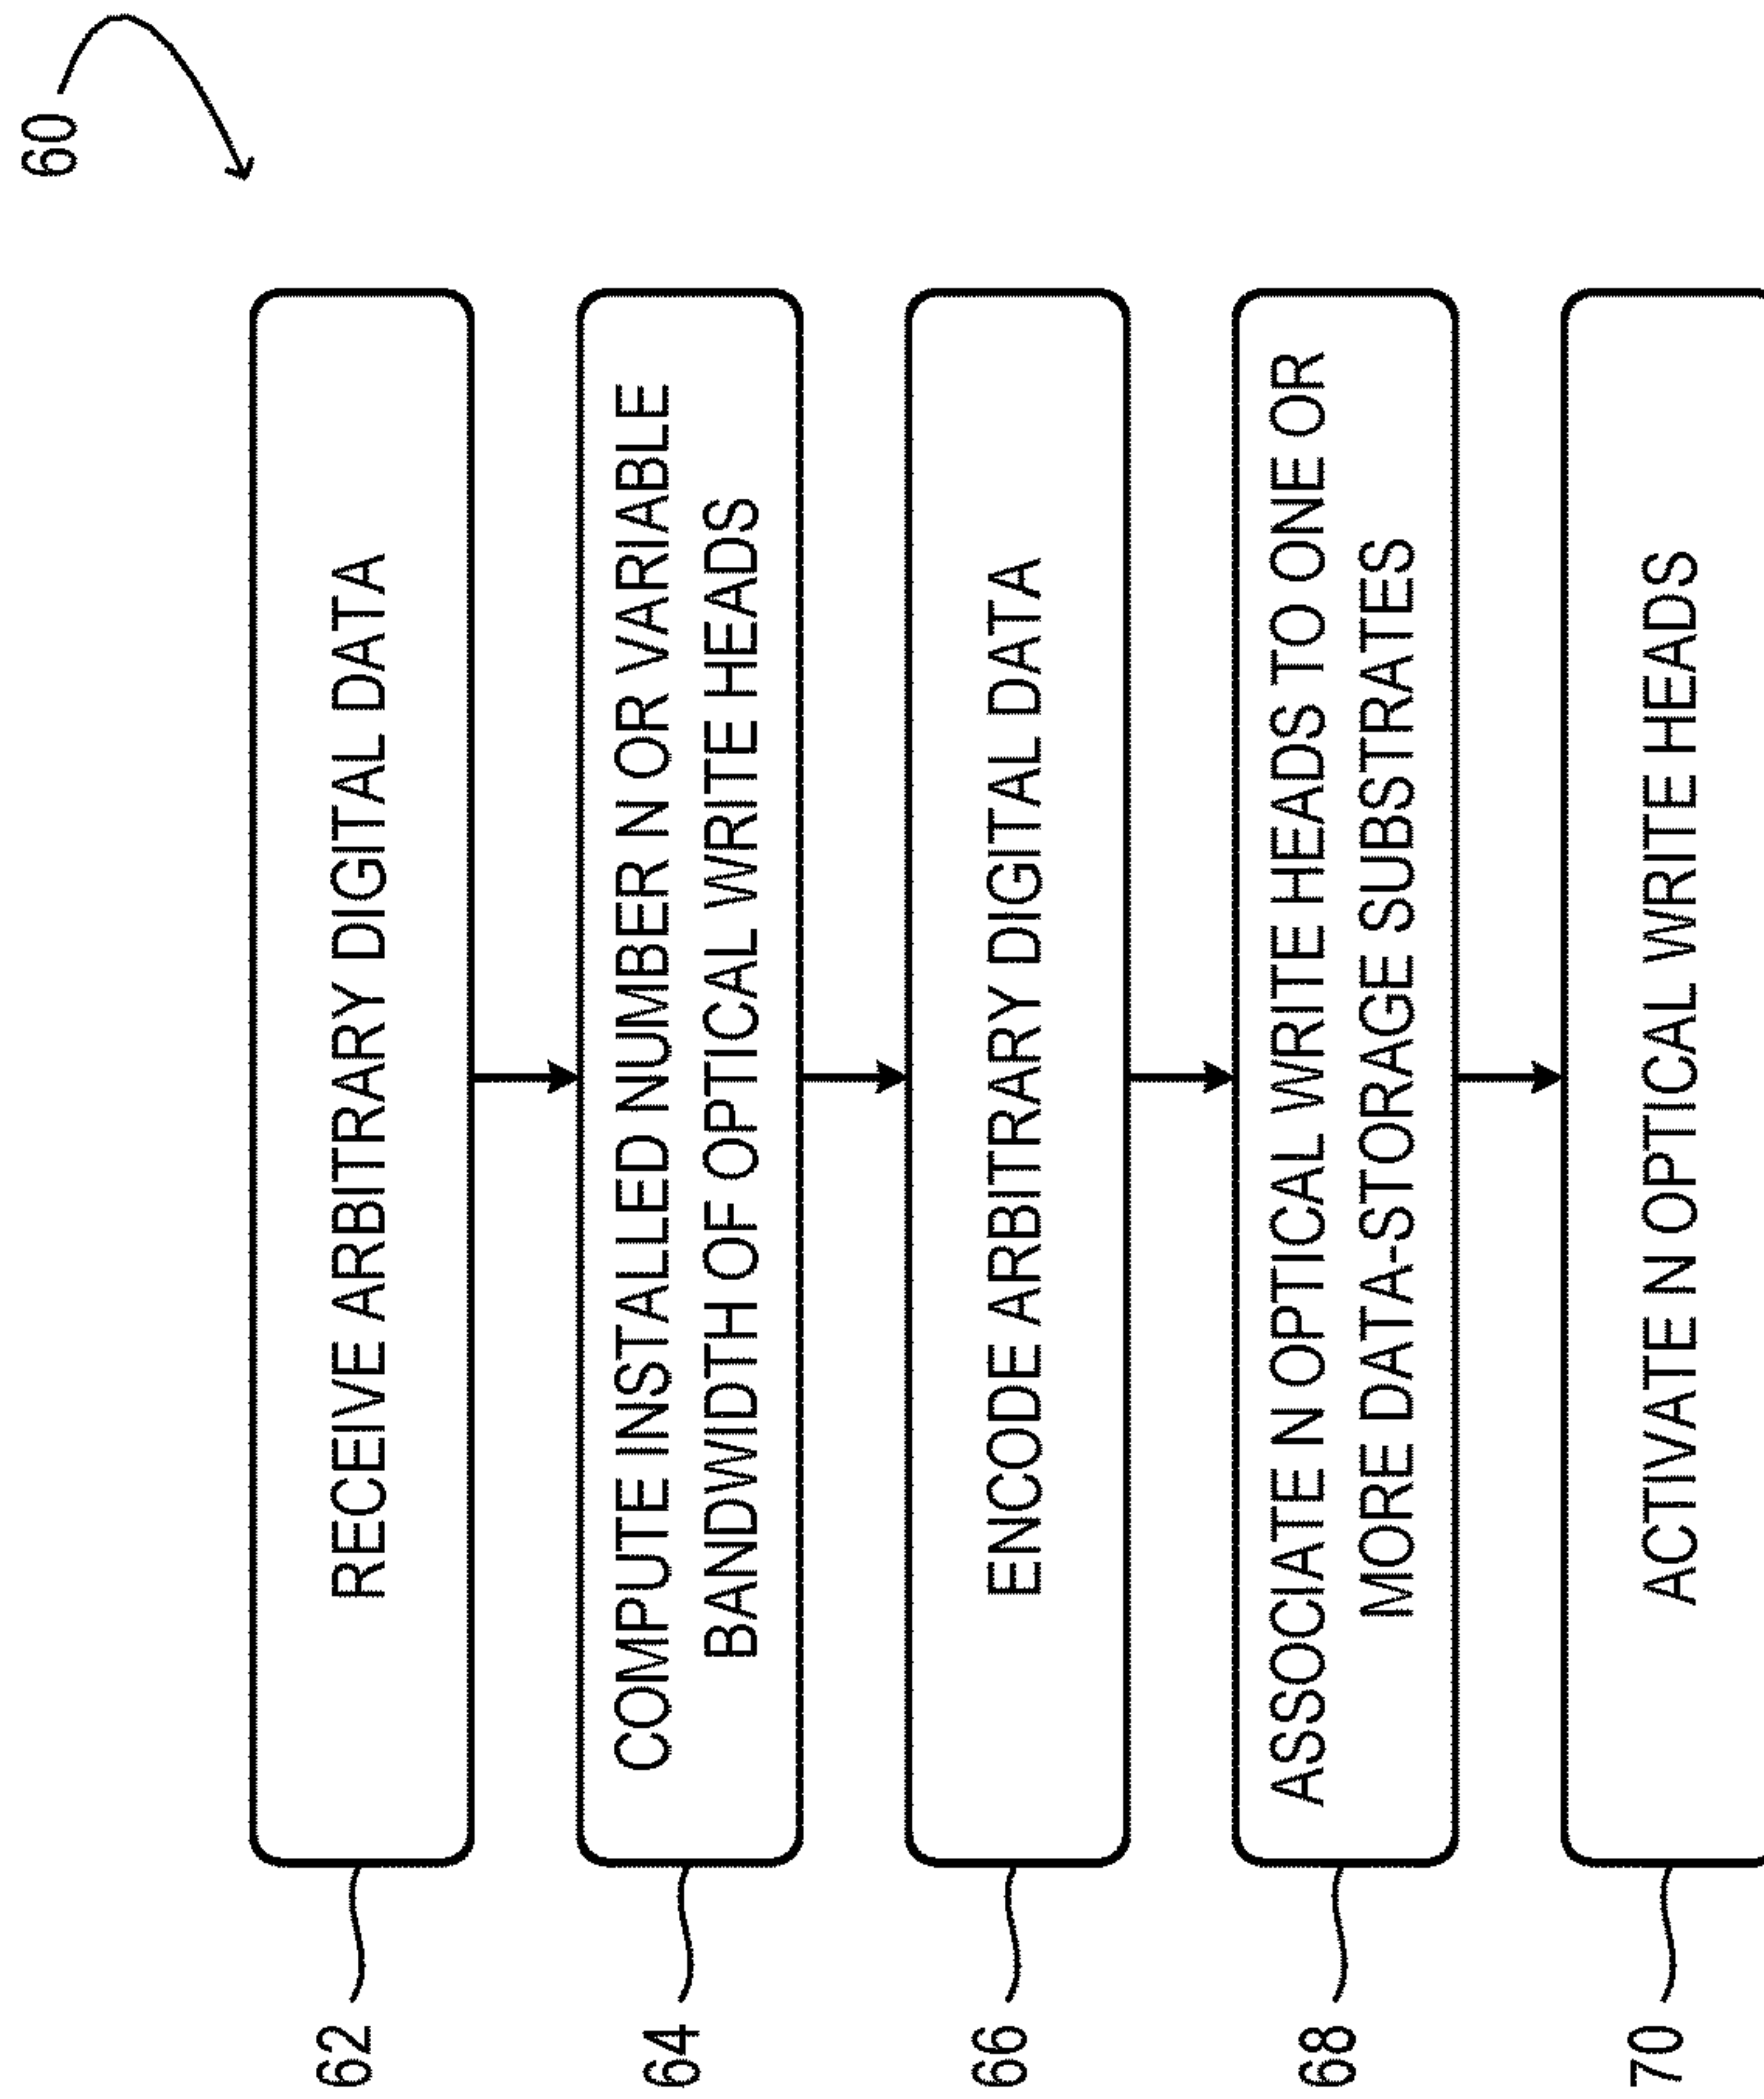 60
62
RECEIVE ARBITRARY DIGITAL DATA
64
COMPUTE INSTALLED NUMBER N OR VARIABLE
BANDWIDTH OF OPTICAL WRITE HEADS
66
ENCODE ARBITRARY DIGITAL DATA
68
ASSOCIATE N OPTICAL WRITE HEADS TO ONE OR
MORE DATA-STORAGE SUBSTRATES
70
ACTIVATE N OPTICAL WRITE HEADS